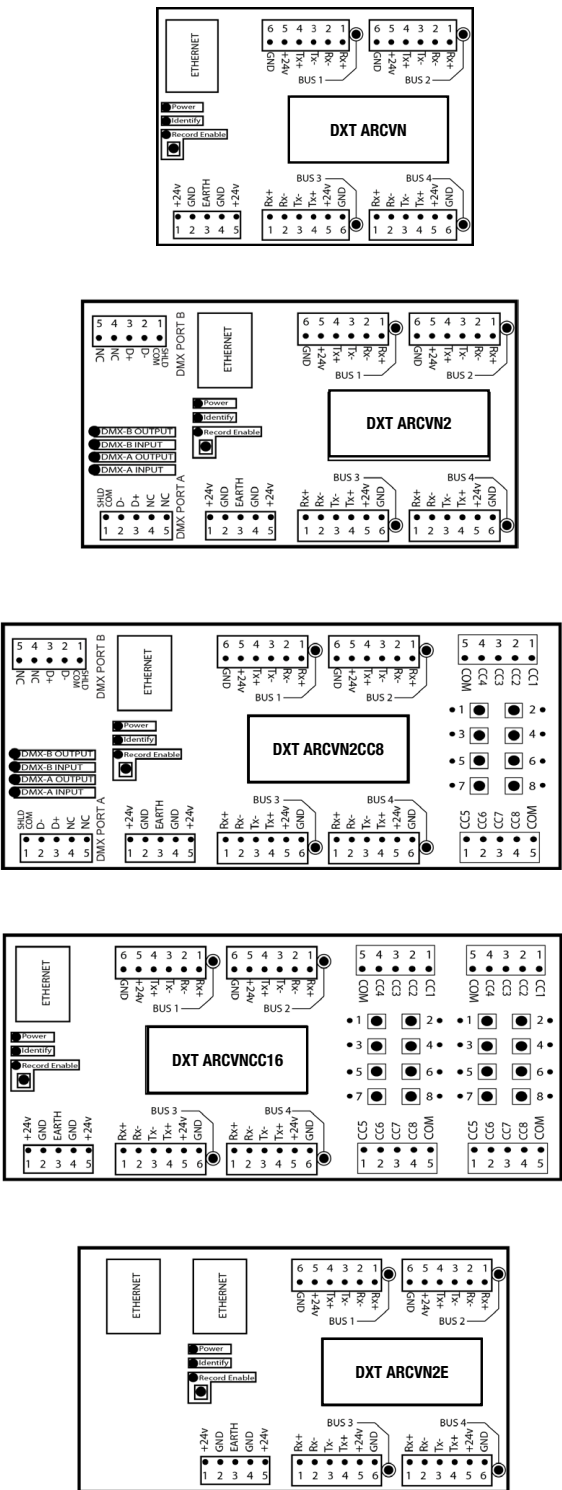 6 5 4 3 2 1 6 5 4 3 2 1
GND +24v Tx+ Tx- Rx- Rx+ GND +24v Tx+ Tx- Rx- Rx+
ETHERNET
BUS 1 BUS 2
Power
Identify
Record Enable
DXT ARCVN
BUS 3 BUS 4
+24v GND EARTH GND +24v Rx+ Rx- Tx- Tx+ +24V GND Rx+ Rx- Tx- Tx+ +24V GND
1 2 3 4 5 1 2 3 4 5 6 1 2 3 4 5 6
5 4 3 2 1 6 5 4 3 2 1 6 5 4 3 2 1
NC NC D+ D- SHLD COM GND +24v Tx+ Tx- Rx- Rx+ GND +24v Tx+ Tx- Rx- Rx+
DMX PORT B
ETHERNET
BUS 1 BUS 2
Power
Identify
Record Enable
DXT ARCVN2
DMX-B OUTPUT
DMX-B INPUT
DMX-A OUTPUT
DMX-A INPUT
BUS 3 BUS 4
SHLD COM D- D+ NC NC +24v GND EARTH GND +24v Rx+ Rx- Tx- Tx+ +24V GND Rx+ Rx- Tx- Tx+ +24V GND
DMX PORT A
1 2 3 4 5 1 2 3 4 5 1 2 3 4 5 6 1 2 3 4 5 6
5 4 3 2 1 6 5 4 3 2 1 6 5 4 3 2 1 5 4 3 2 1
NC NC D+ D- SHLD COM GND +24v Tx+ Tx- Rx- Rx+ GND +24v Tx+ Tx- Rx- Rx+ COM CC4 CC3 CC2 CC1
DMX PORT B
ETHERNET
BUS 1 BUS 2
1 2
3 4
5 6
7 8
Power
Identify
Record Enable
DXT ARCVN2CC8
DMX-B OUTPUT
DMX-B INPUT
DMX-A OUTPUT
DMX-A INPUT
BUS 3 BUS 4
SHLD COM D- D+ NC NC +24v GND EARTH GND +24v Rx+ Rx- Tx- Tx+ +24V GND Rx+ Rx- Tx- Tx+ +24V GND CC5 CC6 CC7 CC8 COM
DMX PORT A
1 2 3 4 5 1 2 3 4 5 1 2 3 4 5 6 1 2 3 4 5 6 1 2 3 4 5
6 5 4 3 2 1 6 5 4 3 2 1 5 4 3 2 1 5 4 3 2 1
GND +24v Tx+ Tx- Rx- Rx+ GND +24v Tx+ Tx- Rx- Rx+ COM CC4 CC3 CC2 CC1 COM CC4 CC3 CC2 CC1
ETHERNET
BUS 1 BUS 2
1 2 1 2
3 4 3 4
5 6 5 6
7 8 7 8
Power
Identify
Record Enable
DXT ARCVNCC16
BUS 3 BUS 4
+24v GND EARTH GND +24v Rx+ Rx- Tx- Tx+ +24V GND Rx+ Rx- Tx- Tx+ +24V GND CC5 CC6 CC7 CC8 COM CC5 CC6 CC7 CC8 COM
1 2 3 4 5 1 2 3 4 5 6 1 2 3 4 5 6 1 2 3 4 5 1 2 3 4 5
6 5 4 3 2 1 6 5 4 3 2 1
GND +24v Tx+ Tx- Rx- Rx+ GND +24v Tx+ Tx- Rx- Rx+
ETHERNET ETHERNET
BUS 1 BUS 2
Power
Identify
Record Enable
DXT ARCVN2E
BUS 3 BUS 4
+24v GND EARTH GND +24v Rx+ Rx- Tx- Tx+ +24V GND Rx+ Rx- Tx- Tx+ +24V GND
1 2 3 4 5 1 2 3 4 5 6 1 2 3 4 5 6